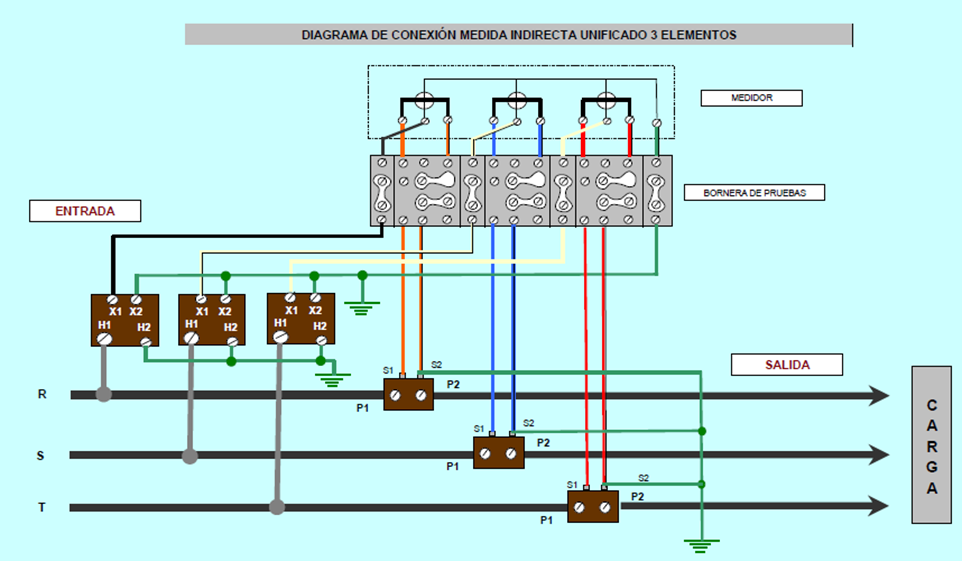 DIAGRAMA DE CONEXIÓN MEDIDA INDIRECTA UNIFICADO 3 ELEMENTOS
MEDIDOR
BORNERA DE PRUEBAS
ENTRADA
X1 X2
H1 H2
X1 X2
H1 H2
X1 X2
H1 H2
SALIDA
R
S1 S2
P1 P2
S
S1 S2
P1 P2
T
S1 S2
P1 P2
C
A
R
G
A